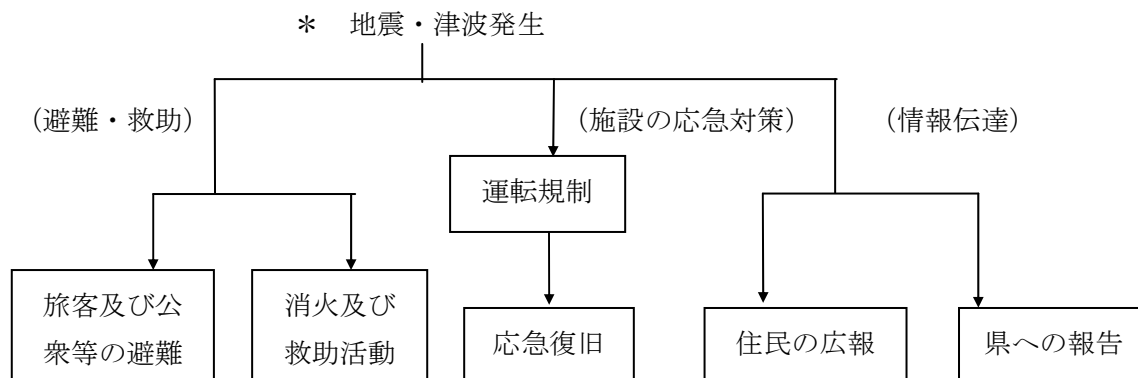 ＊　地震・津波発生
（避難・救助）
（施設の応急対策）
（情報伝達）
運転規制
旅客及び公
衆等の避難
消火及び
救助活動
応急復旧
住民の広報
県への報告